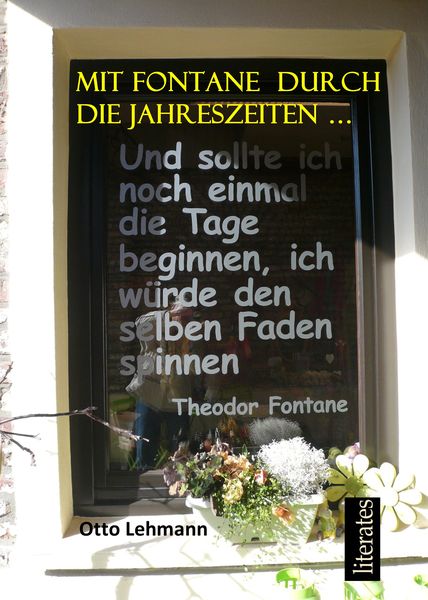 MIT FONTANE DURCH
DIE JAHRESZEITEN ...
Und sollte ich
noch einmal
die Tage
beginnen, ich
würde den
selben Faden
spinnen
Theodor Fontane
Otto Lehmann
literates